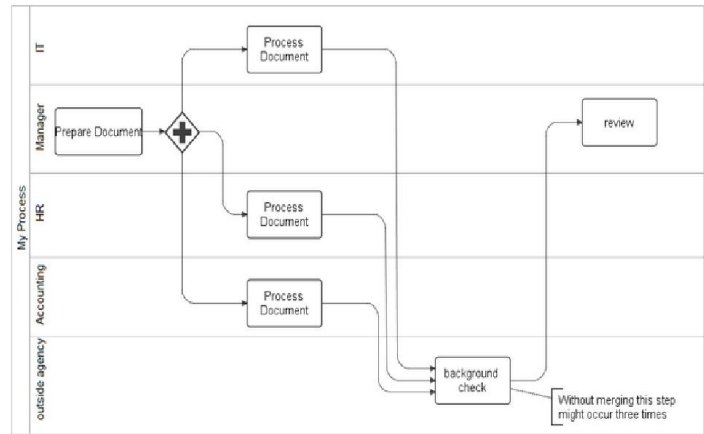 My Process
IT
Process
Document
Manager
Prepare Document
review
HR
Process
Document
Accounting
Process
Document
outside agency
background
check
Without merging this step
might occur three times